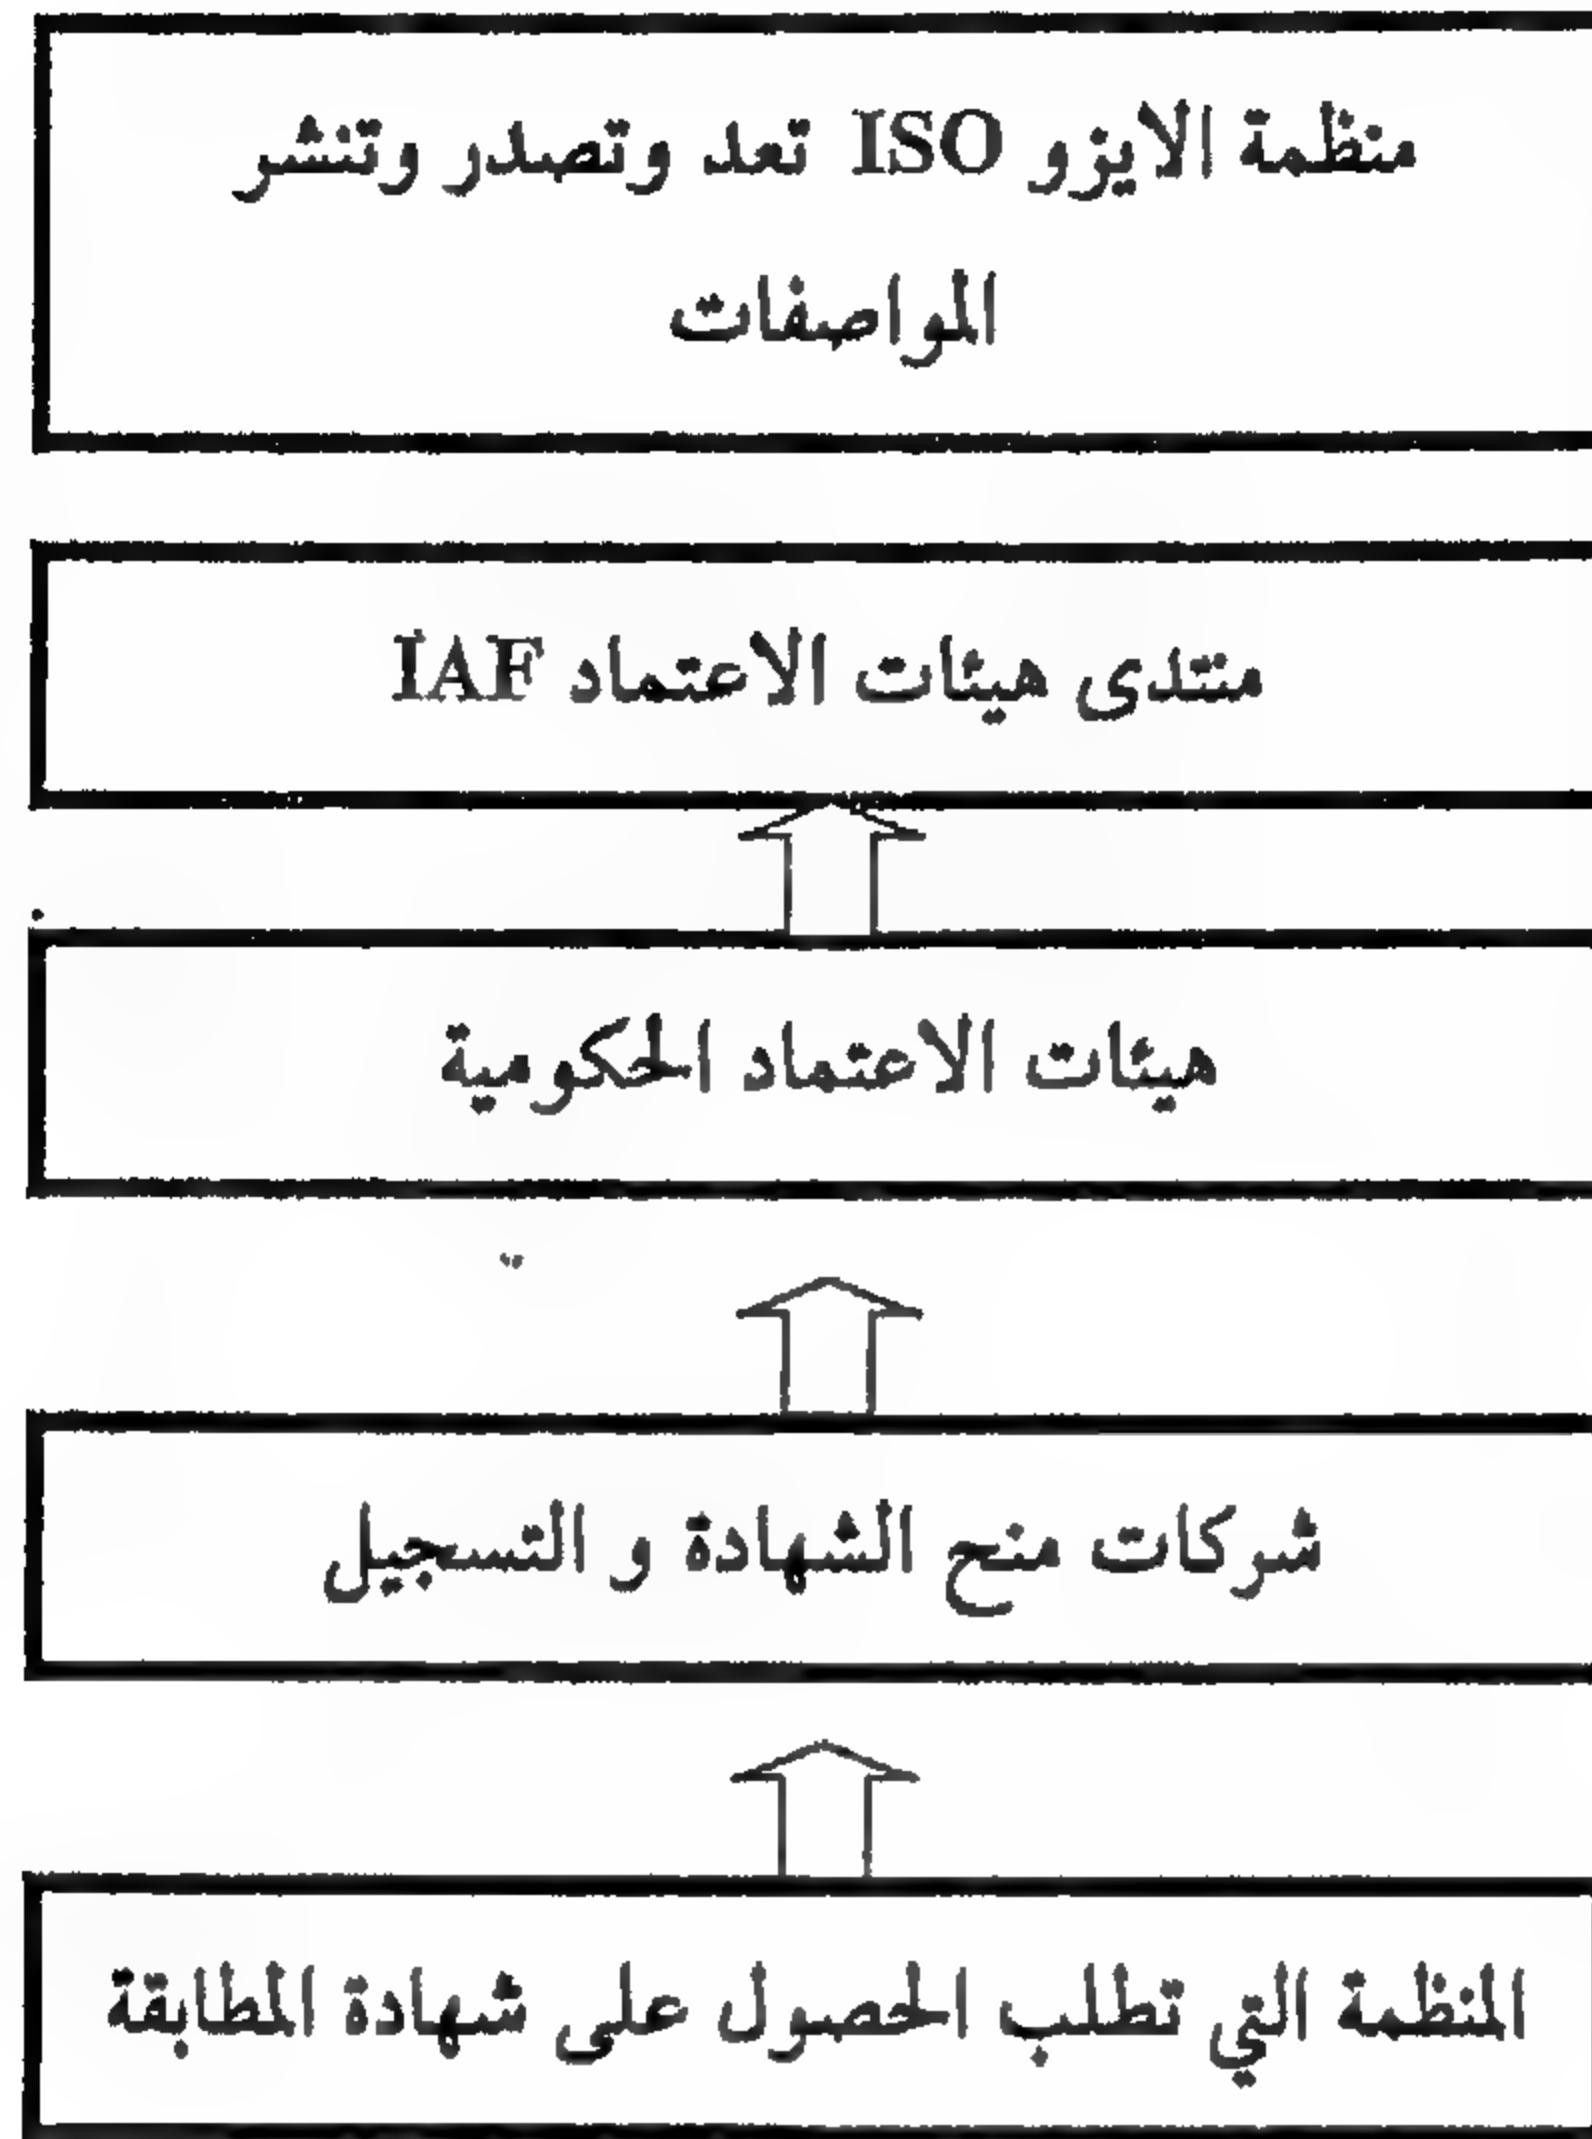 منظمة الايزو ISO تعد وتصدر وتنشر
المواصفات
منتدى هيئات الاعتماد IAF
هيئات الاعتماد الحكومية
شركات منح الشهادة و التسجيل
المنظمة التي تطلب الحصول على شهادة المطابقة